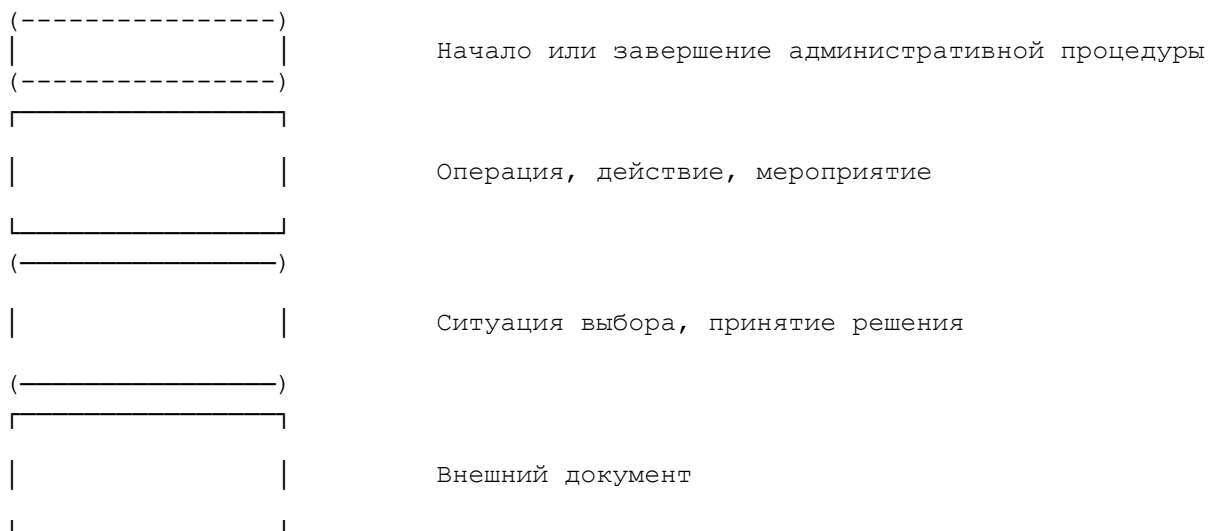 Начало или завершение административной процедуры
Операция, действие, мероприятие
Ситуация выбора, принятие решения
Внешний документ